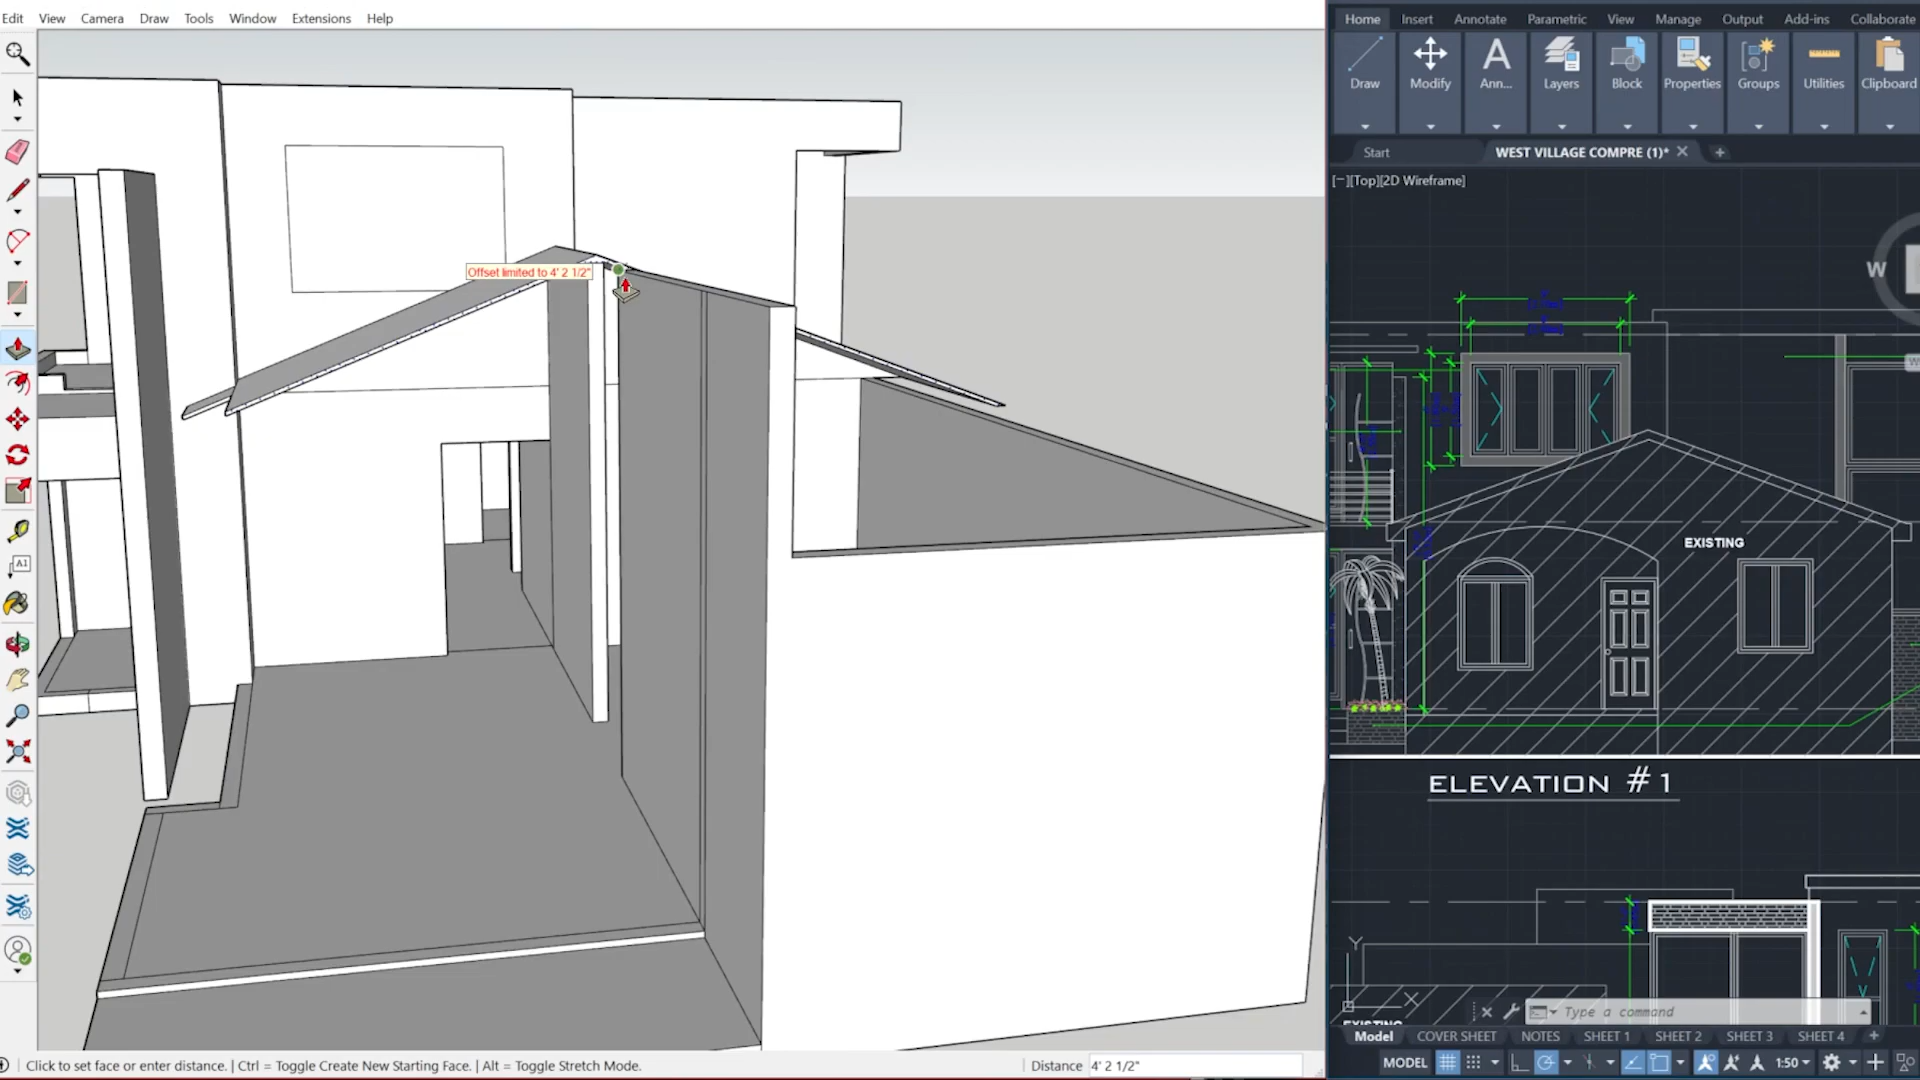 Edit View Camera Draw Tools Window Extensions Help
Offset limited to 4' 2 1/2"
A1
Click to set face or enter distance. | Ctrl = Toggle Create New Starting Face. | Alt = Toggle Stretch Mode.
Distance 4' 2 1/2"
Home Insert Annotate Parametric View Manage Output Add-ins Collaborate
Draw Modify Ann... Layers Block Properties Groups Utilities Clipboard
Start WEST VILLAGE COMPRE (1)*
[−][Top][2D Wireframe]
W
EXISTING
ELEVATION #1
Y
X
Type a command
Model COVER SHEET NOTES SHEET 1 SHEET 2 SHEET 3 SHEET 4
MODEL 1:50